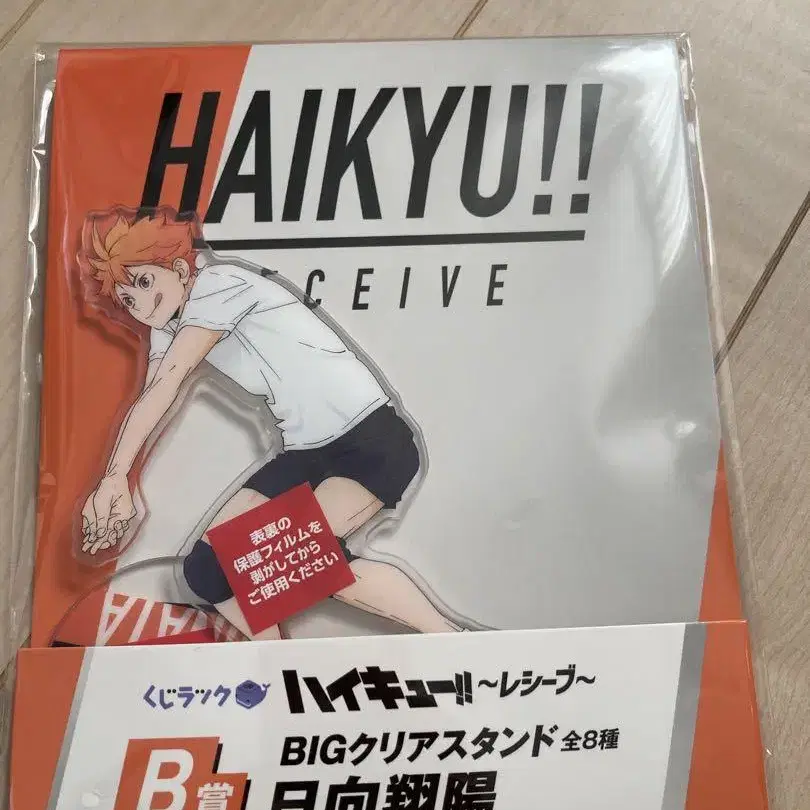 HAIKYU!!
CEIVE
表裏の
保護フィルムを
剥がしてから
ご使用ください
くじラック ハイキュー!! ~レシーブ~
BIGクリアスタンド 全8種
B賞 日向翔陽